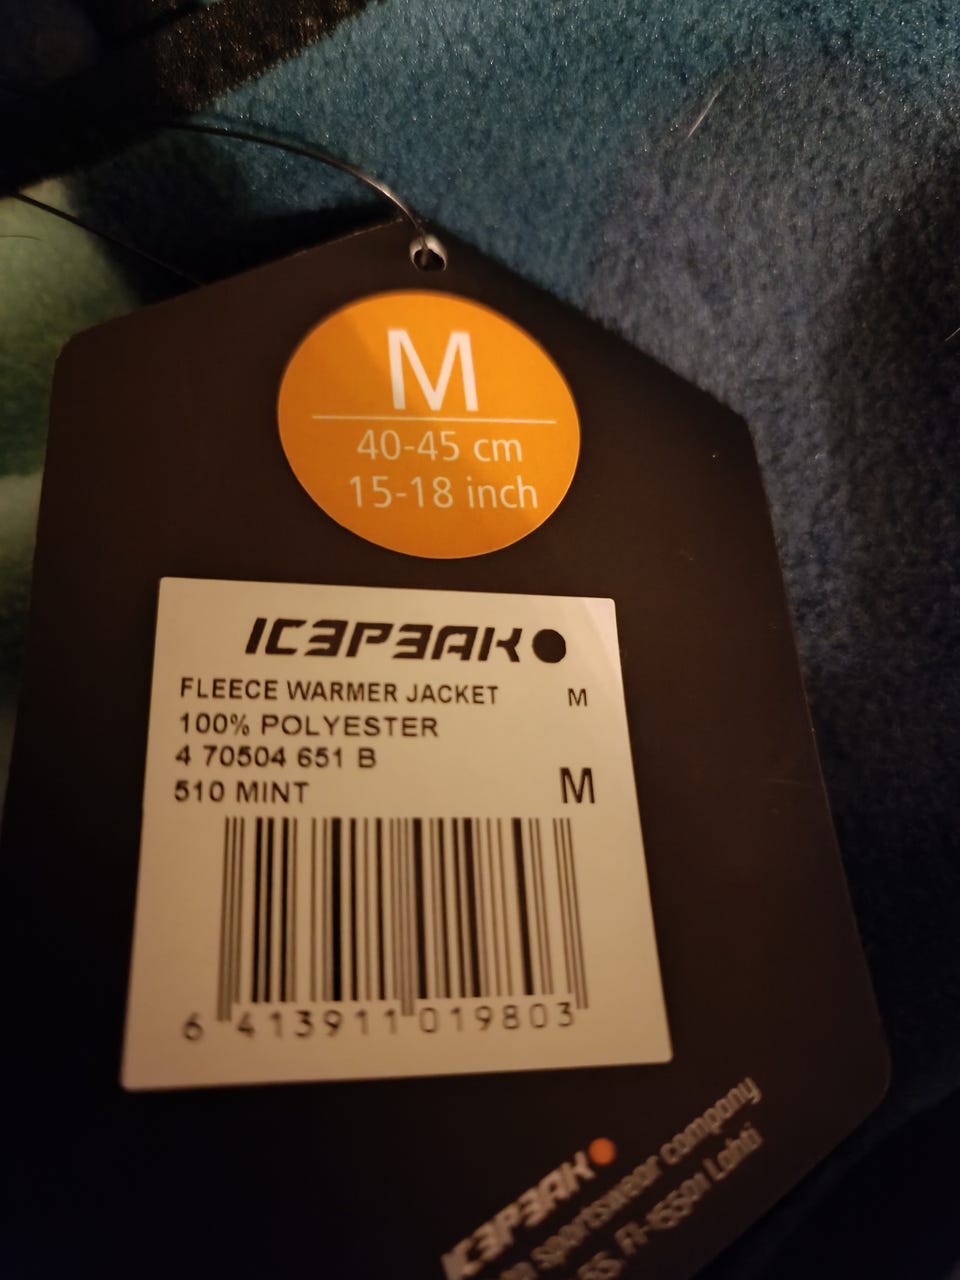 M
40-45 cm
15-18 inch
ICEPEAK
FLEECE WARMER JACKET M
100% POLYESTER
4 70504 651 B
510 MINT M
6 413911 019803
ICEPEAK
sportswear company
FI-15501 Lahti